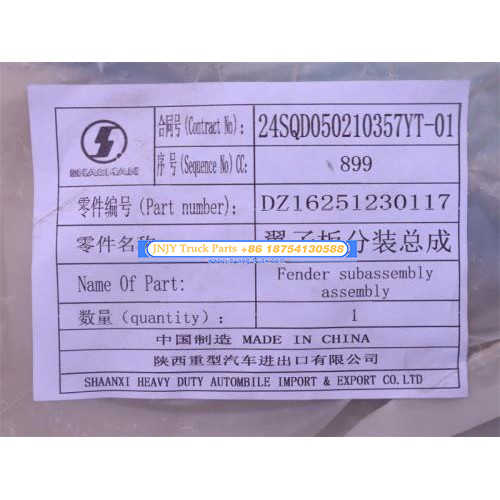 SHACMAN
合同号(Contract No): 24SQD050210357YT-01
序号(Sequence No)CC: 899
零件编号(Part number): DZ16251230117
JNJY Truck Parts +86 18754130588
零件名称 翼子板分装总成
Name Of Part: Fender subassembly
assembly
数量(quantity): 1
中国制造 MADE IN CHINA
陕西重型汽车进出口有限公司
SHAANXI HEAVY DUTY AUTOMBILE IMPORT & EXPORT CO.LTD